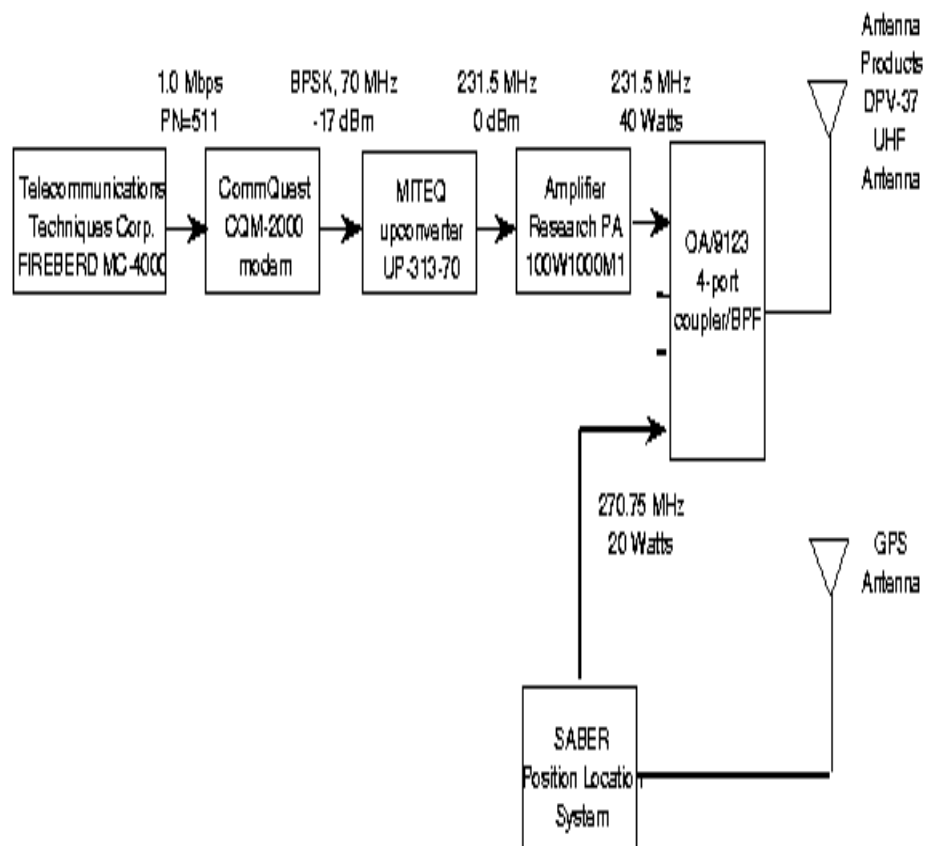 Antenna
Products
DPV-37
UHF
Antenna
1.0 Mbps
PN=511
BPSK, 70 MHz
-17 dBm
231.5 MHz
0 dBm
231.5 MHz
40 Watts
Telecommunications
Techniques Corp.
FIREBERD MC-4000
CommQuest
CQM-2000
modem
MITEQ
upconverter
UP-313-70
Amplifier
Research PA
100W1000M1
OA/9123
4-port
coupler/BPF
270.75 MHz
20 Watts
GPS
Antenna
SABER
Position Location
System